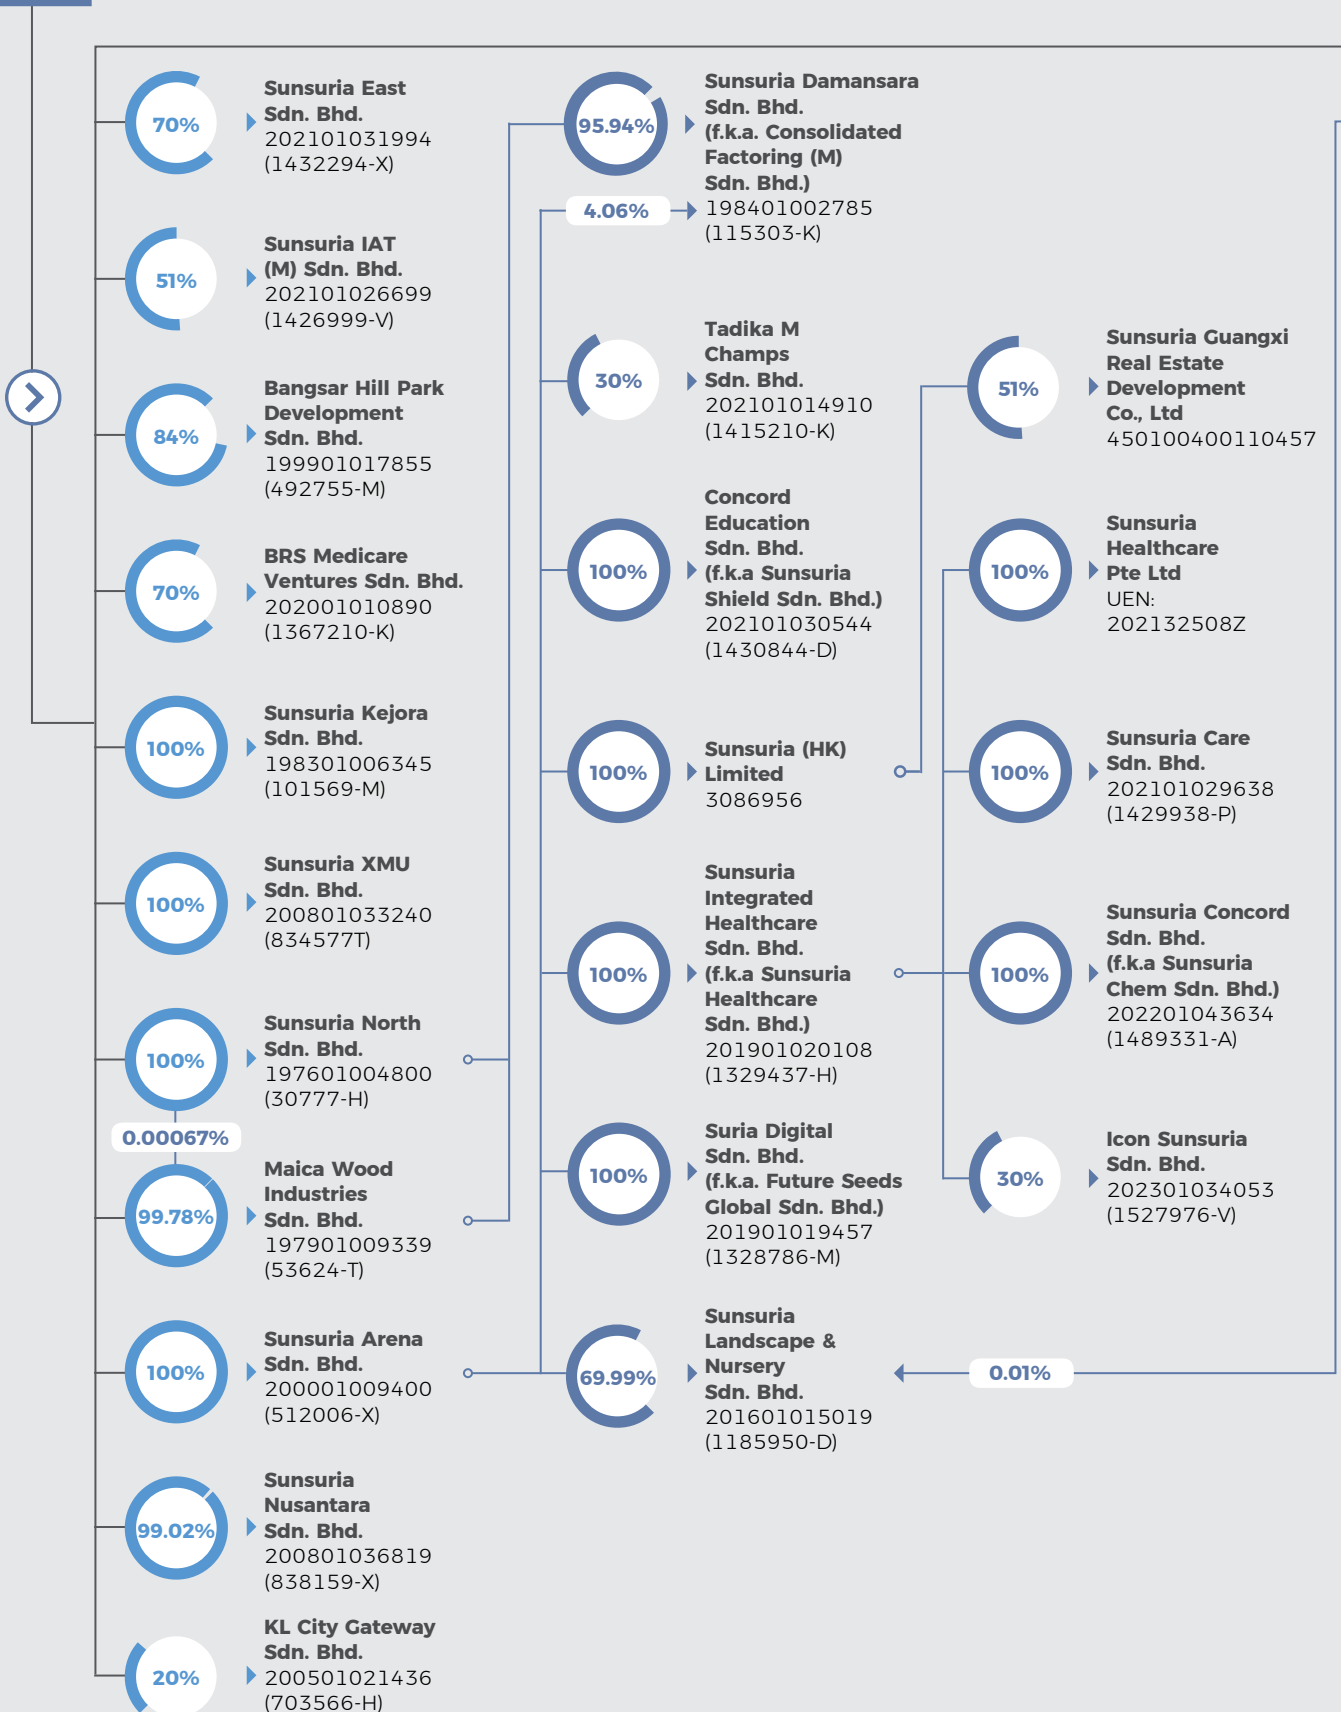 70%
Sunsuria East
Sdn. Bhd.
202101031994
(1432294-X)
51%
Sunsuria IAT
(M) Sdn. Bhd.
202101026699
(1426999-V)
84%
Bangsar Hill Park
Development
Sdn. Bhd.
199901017855
(492755-M)
70%
BRS Medicare
Ventures Sdn. Bhd.
202001010890
(1367210-K)
100%
Sunsuria Kejora
Sdn. Bhd.
198301006345
(101569-M)
100%
Sunsuria XMU
Sdn. Bhd.
200801033240
(834577T)
100%
Sunsuria North
Sdn. Bhd.
197601004800
(30777-H)
0.00067%
99.78%
Maica Wood
Industries
Sdn. Bhd.
197901009339
(53624-T)
100%
Sunsuria Arena
Sdn. Bhd.
200001009400
(512006-X)
99.02%
Sunsuria
Nusantara
Sdn. Bhd.
200801036819
(838159-X)
20%
KL City Gateway
Sdn. Bhd.
200501021436
(703566-H)
95.94%
Sunsuria Damansara
Sdn. Bhd.
(f.k.a. Consolidated
Factoring (M)
Sdn. Bhd.)
198401002785
(115303-K)
4.06%
30%
Tadika M
Champs
Sdn. Bhd.
202101014910
(1415210-K)
100%
Concord
Education
Sdn. Bhd.
(f.k.a Sunsuria
Shield Sdn. Bhd.)
202101030544
(1430844-D)
100%
Sunsuria (HK)
Limited
3086956
100%
Sunsuria
Integrated
Healthcare
Sdn. Bhd.
(f.k.a Sunsuria
Healthcare
Sdn. Bhd.)
201901020108
(1329437-H)
100%
Suria Digital
Sdn. Bhd.
(f.k.a. Future Seeds
Global Sdn. Bhd.)
201901019457
(1328786-M)
69.99%
Sunsuria
Landscape &
Nursery
Sdn. Bhd.
201601015019
(1185950-D)
0.01%
51%
Sunsuria Guangxi
Real Estate
Development
Co., Ltd
450100400110457
100%
Sunsuria
Healthcare
Pte Ltd
UEN:
202132508Z
100%
Sunsuria Care
Sdn. Bhd.
202101029638
(1429938-P)
100%
Sunsuria Concord
Sdn. Bhd.
(f.k.a Sunsuria
Chem Sdn. Bhd.)
202201043634
(1489331-A)
30%
Icon Sunsuria
Sdn. Bhd.
202301034053
(1527976-V)